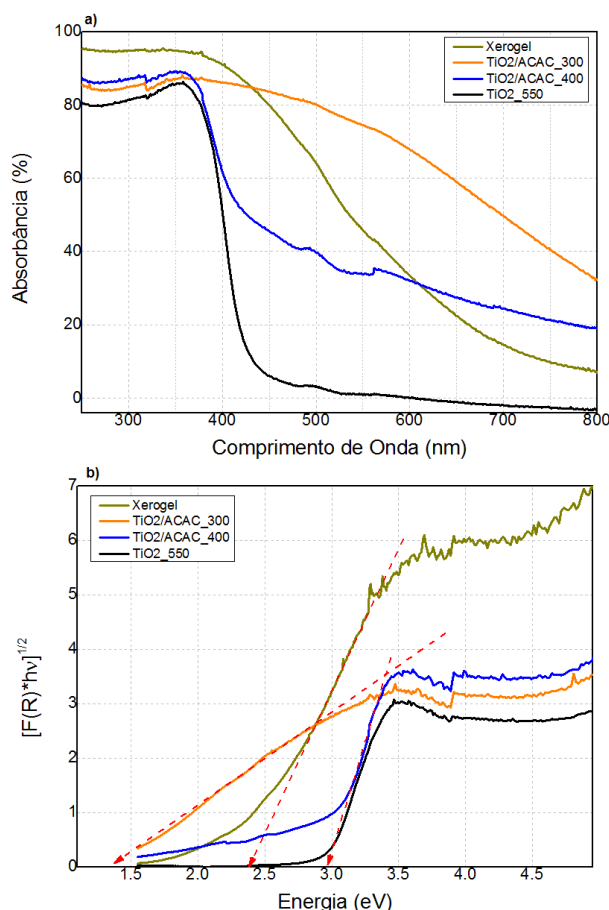 a)
100
80
60
40
20
0
Absorbância (%)
Xerogel
TiO2/ACAC_300
TiO2/ACAC_400
TiO2_550
300 400 500 600 700 800
Comprimento de Onda (nm)
b)
7
6
5
4
3
2
1
0
[F(R)*hν]^1/2
Xerogel
TiO2/ACAC_300
TiO2/ACAC_400
TiO2_550
1.5 2.0 2.5 3.0 3.5 4.0 4.5
Energia (eV)